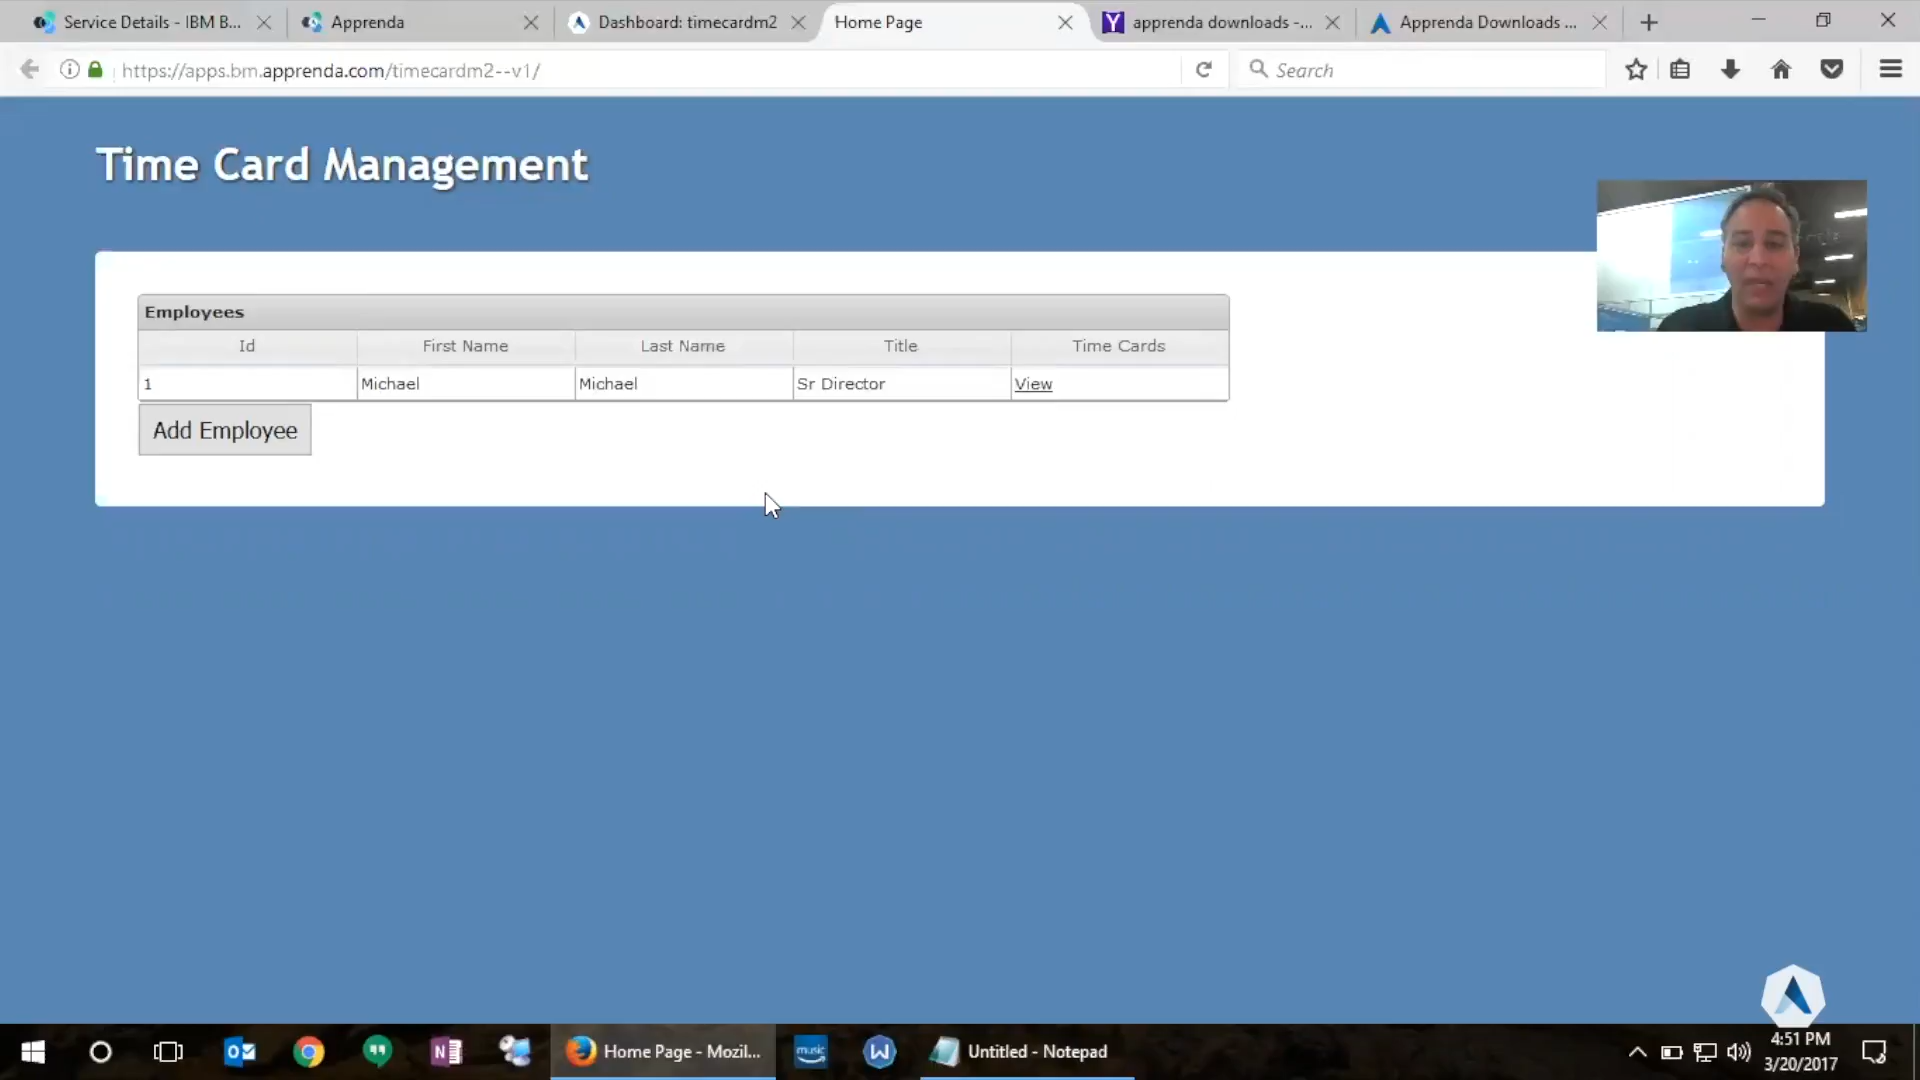 Service Details - IBM B...
Apprenda
Dashboard: timecardm2
Home Page
Y apprenda downloads -...
Apprenda Downloads ...
https://apps.bm.apprenda.com/timecardm2--v1/
Search
Time Card Management
Employees
Id First Name Last Name Title Time Cards
1 Michael Michael Sr Director View
Add Employee
Home Page - Mozil...
music
Untitled - Notepad
4:51 PM
3/20/2017